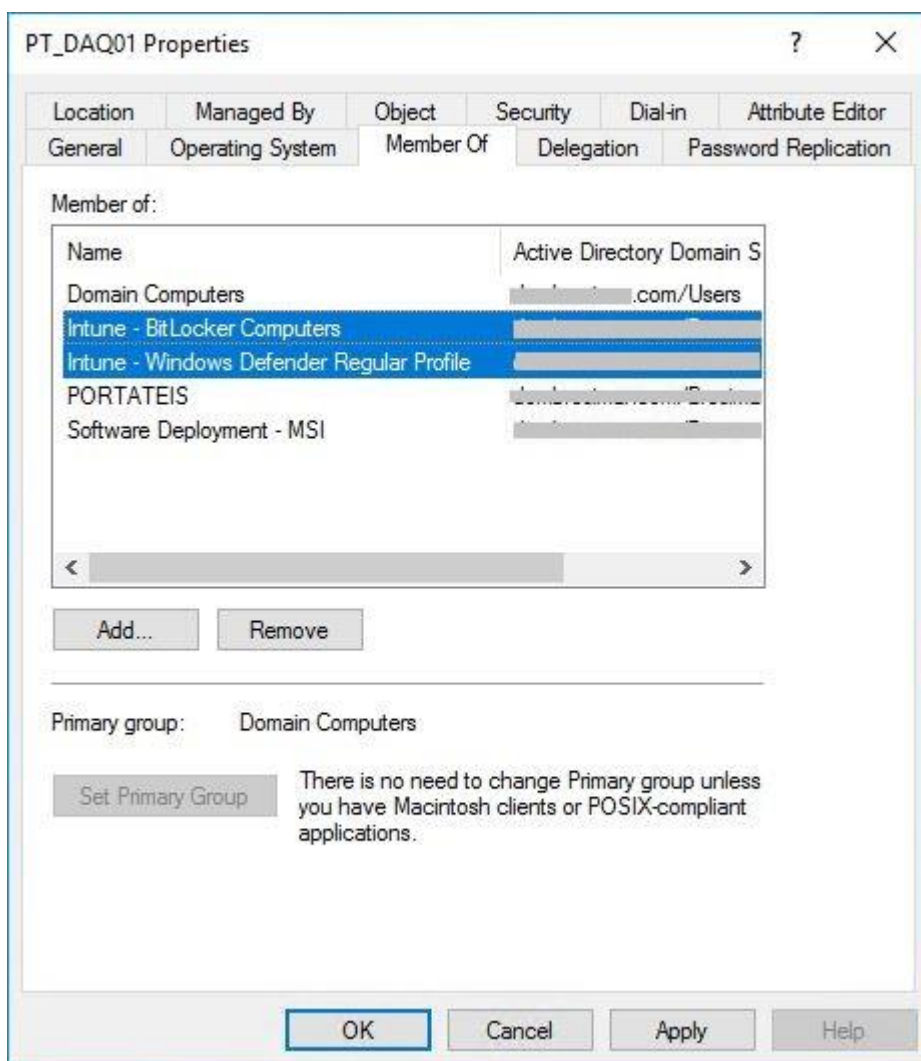 PT_DAQ01 Properties ?
Location Managed By Object Security Dial-in Attribute Editor
General Operating System Member Of Delegation Password Replication
Member of:
Name Active Directory Domain S
Domain Computers .com/Users
Intune - BitLocker Computers
Intune - Windows Defender Regular Profile
PORTATEIS
Software Deployment - MSI
Add... Remove
Primary group: Domain Computers
Set Primary Group
There is no need to change Primary group unless
you have Macintosh clients or POSIX-compliant
applications.
OK Cancel Apply Help